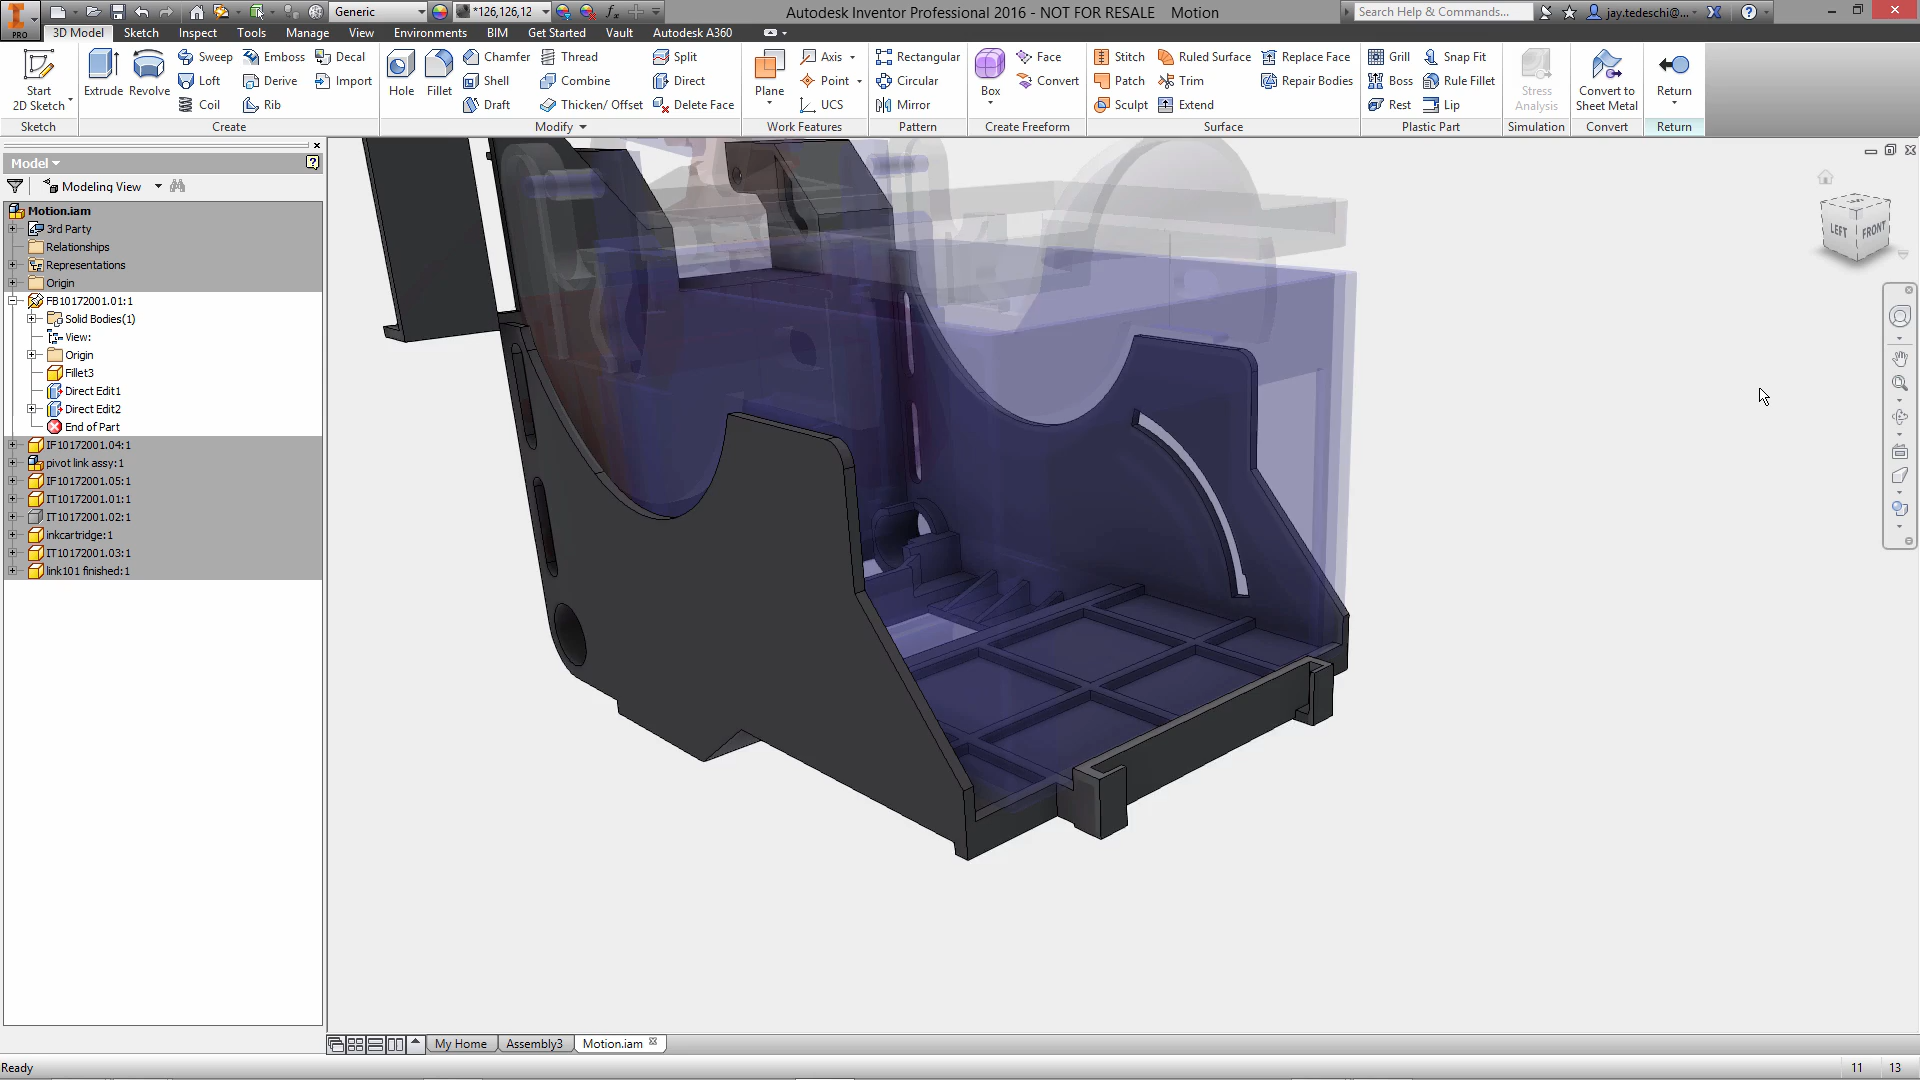 PRO
Generic
*126,126,12
fx
Autodesk Inventor Professional 2016 - NOT FOR RESALE Motion
Search Help & Commands...
jay.tedeschi@...
3D Model Sketch Inspect Tools Manage View Environments BIM Get Started Vault Autodesk A360
Start
2D Sketch
Sketch
Extrude
Revolve
Sweep
Loft
Coil
Emboss
Derive
Rib
Decal
Import
Create
Hole
Fillet
Chamfer
Shell
Draft
Thread
Combine
Thicken/ Offset
Split
Direct
Delete Face
Modify
Plane
Axis
Point
UCS
Work Features
Rectangular
Circular
Mirror
Pattern
Box
Face
Convert
Create Freeform
Stitch
Patch
Sculpt
Ruled Surface
Trim
Extend
Replace Face
Repair Bodies
Surface
Grill
Boss
Rest
Snap Fit
Rule Fillet
Lip
Plastic Part
Stress
Analysis
Simulation
Convert to
Sheet Metal
Convert
Return
Return
Model
Modeling View
Motion.iam
3rd Party
Relationships
Representations
Origin
FB10172001.01:1
Solid Bodies(1)
View:
Origin
Fillet3
Direct Edit1
Direct Edit2
End of Part
IF10172001.04:1
pivot link assy:1
IF10172001.05:1
IT10172001.01:1
IT10172001.02:1
inkcartridge:1
IT10172001.03:1
link101 finished:1
LEFT
FRONT
My Home
Assembly3
Motion.iam
Ready
11
13